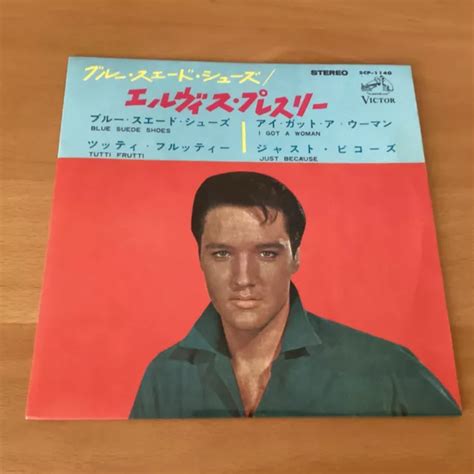 ブルー・スエード・シューズ/
エルヴィス・プレスリー
STEREO
VICTOR
ブルー・スエード・シューズ
BLUE SUEDE SHOES
ツッティ・フルッティー
TUTTI FRUTTI
アイ・ガット・ア・ウーマン
I GOT A WOMAN
ジャスト・ビコーズ
JUST BECAUSE